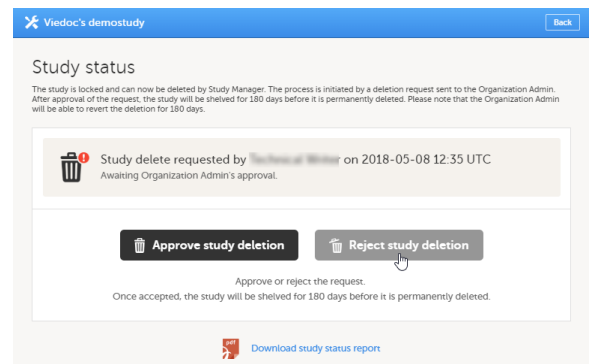 Viedoc's demostudy
Back
Study status
The study is locked and can now be deleted by Study Manager. The process is initiated by a deletion request sent to the Organization Admin.
After approval of the request, the study will be shelved for 180 days before it is permanently deleted. Please note that the Organization Admin
will be able to revert the deletion for 180 days.
Study delete requested by on 2018-05-08 12:35 UTC
Awaiting Organization Admin's approval.
Approve study deletion
Reject study deletion
Approve or reject the request.
Once accepted, the study will be shelved for 180 days before it is permanently deleted.
pdf
Download study status report